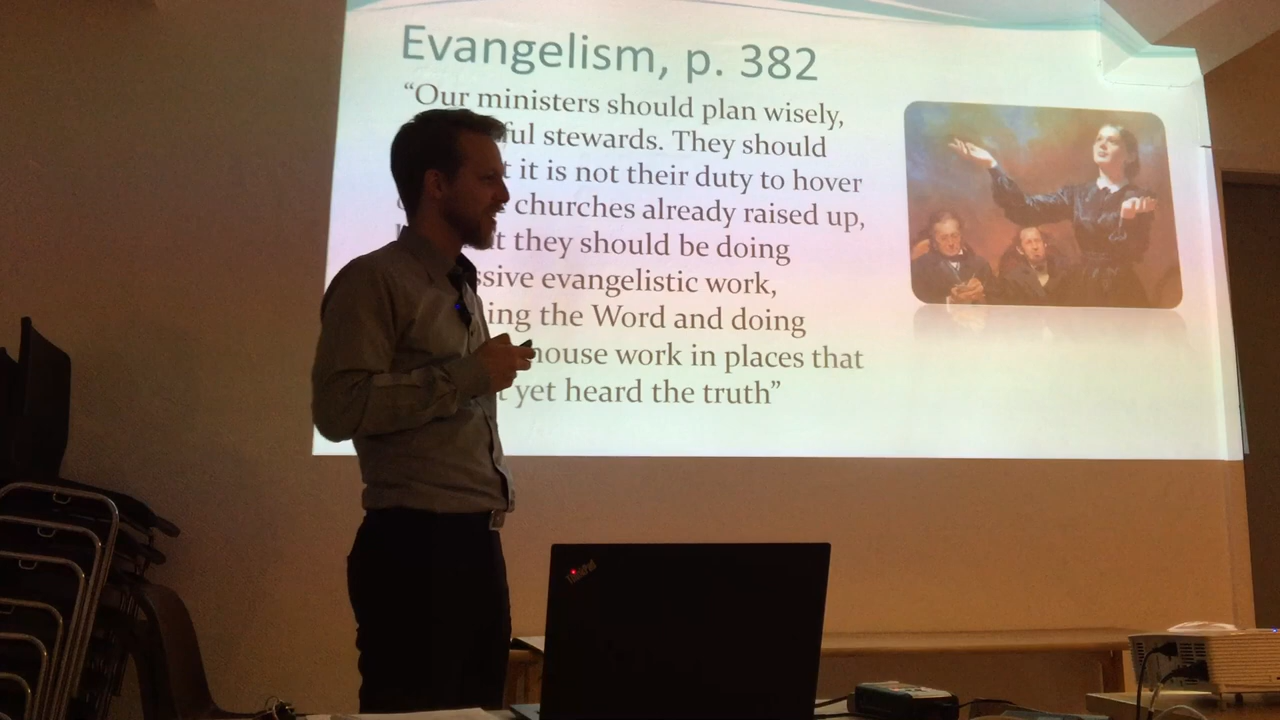 Evangelism, p. 382
“Our ministers should plan wisely,
ful stewards. They should
t it is not their duty to hover
churches already raised up,
t they should be doing
ssive evangelistic work,
ing the Word and doing
house work in places that
t yet heard the truth”
ThinkPad